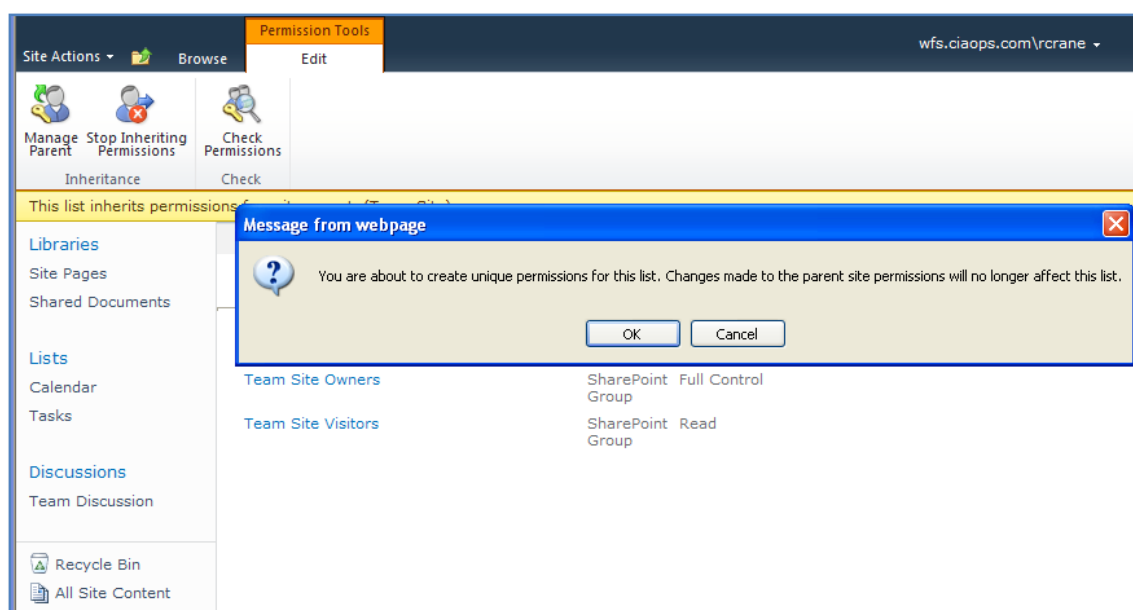 Permission Tools
Site Actions
Browse
Edit
wfs.ciaops.com\rcrane
Manage Parent
Stop Inheriting Permissions
Check Permissions
Inheritance
Check
This list inherits permissions
Message from webpage
You are about to create unique permissions for this list. Changes made to the parent site permissions will no longer affect this list.
OK
Cancel
Libraries
Site Pages
Shared Documents
Lists
Calendar
Tasks
Discussions
Team Discussion
Recycle Bin
All Site Content
Team Site Owners
SharePoint Group
Full Control
Team Site Visitors
SharePoint Group
Read